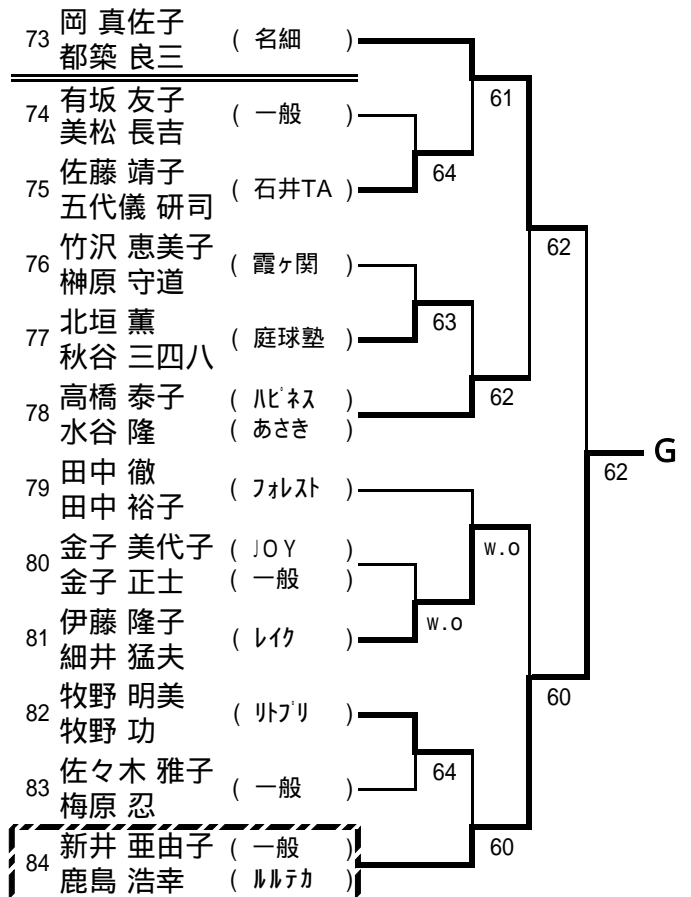 73 岡 真佐子 ( 名細 )
都築 良三
61
74 有坂 友子 ( 一般 )
美松 長吉
64
75 佐藤 靖子 ( 石井TA )
五代儀 研司
62
76 竹沢 恵美子 ( 霞ヶ関 )
榊原 守道
63
77 北垣 薫 ( 庭球塾 )
秋谷 三四八
62
78 高橋 泰子 ( ﾊﾋﾟﾈｽ )
水谷 隆 ( あさき )
62 G
79 田中 徹 ( ﾌｫﾚｽﾄ )
田中 裕子
w.o
80 金子 美代子 ( JOY )
金子 正士 ( 一般 )
w.o
81 伊藤 隆子 ( ﾚｲｸ )
細井 猛夫
60
82 牧野 明美 ( ﾘﾄﾌﾟﾘ )
牧野 功
64
83 佐々木 雅子 ( 一般 )
梅原 忍
60
84 新井 亜由子 ( 一般 )
鹿島 浩幸 ( ﾙﾙﾃｶ )